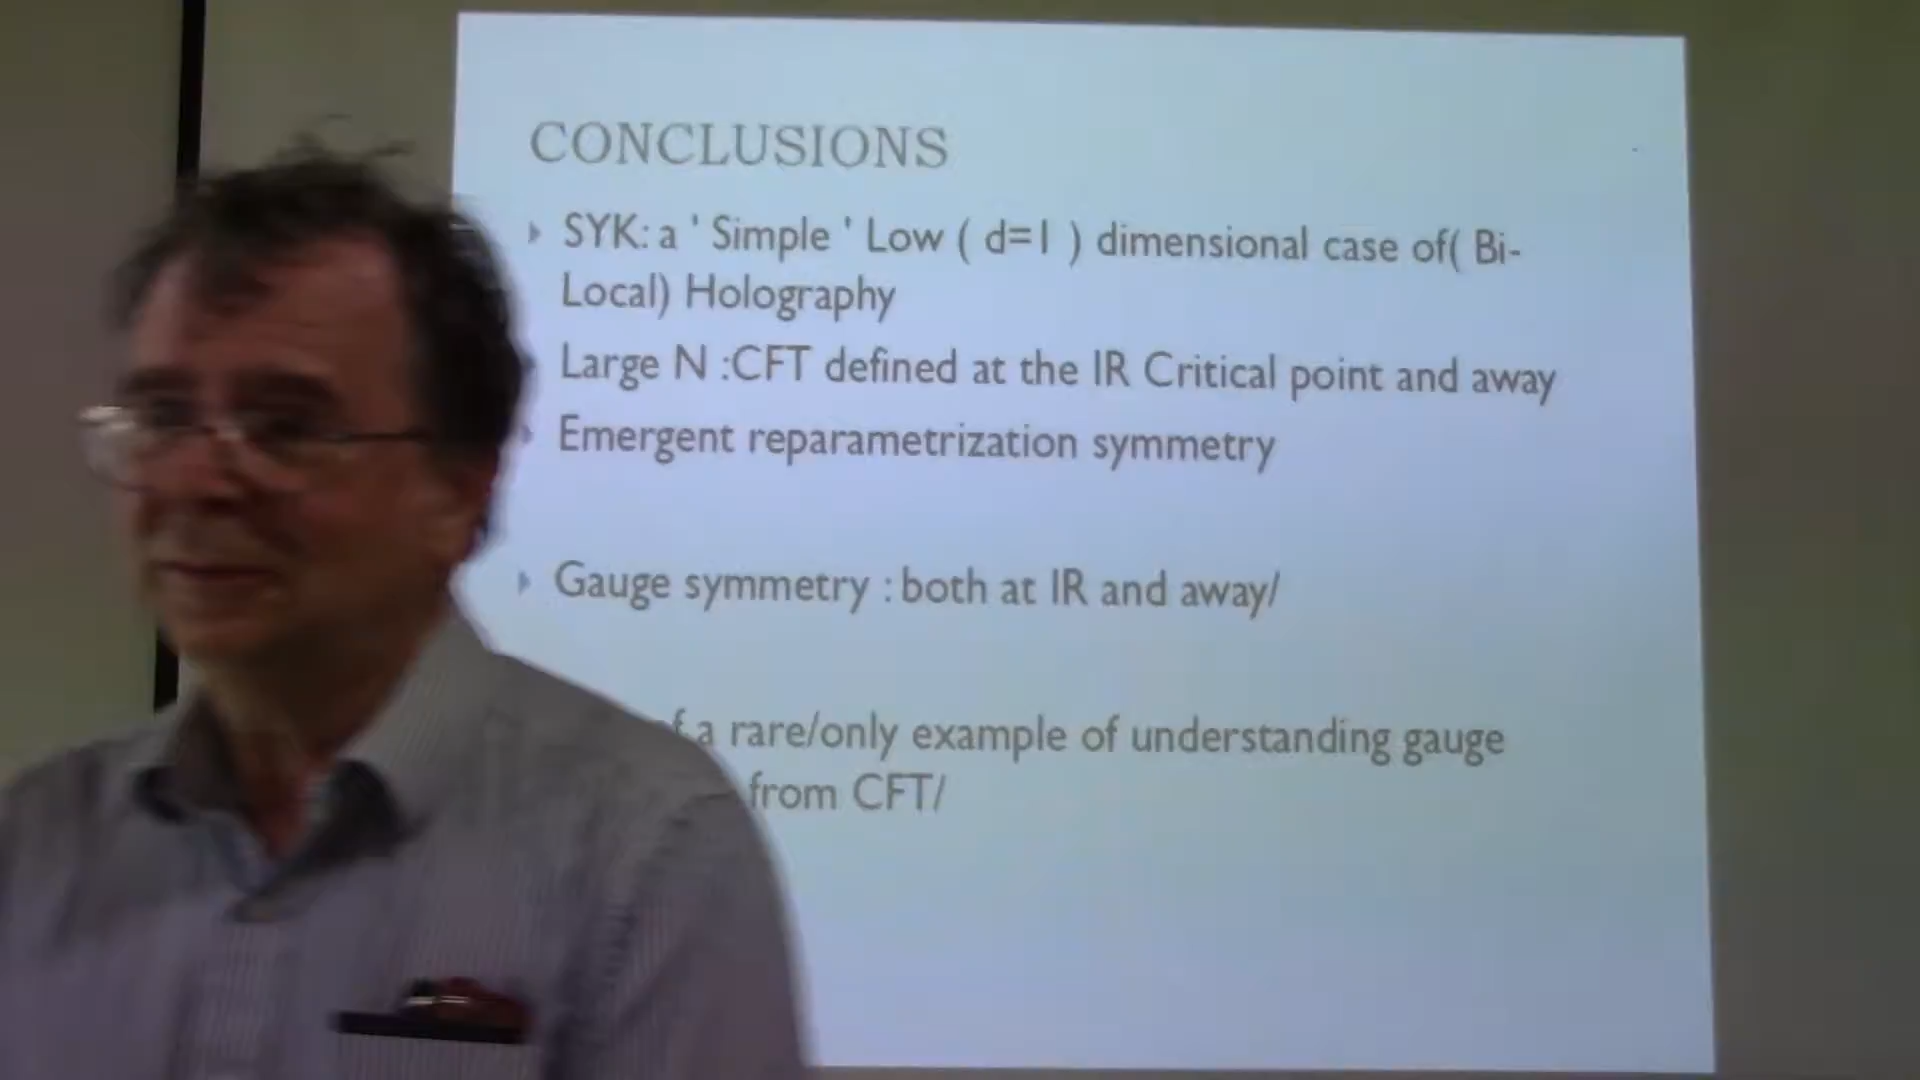 CONCLUSIONS
SYK: a ' Simple ' Low ( d=1 ) dimensional case of( Bi-
Local) Holography
Large N :CFT defined at the IR Critical point and away
Emergent reparametrization symmetry
Gauge symmetry : both at IR and away/
a rare/only example of understanding gauge
from CFT/